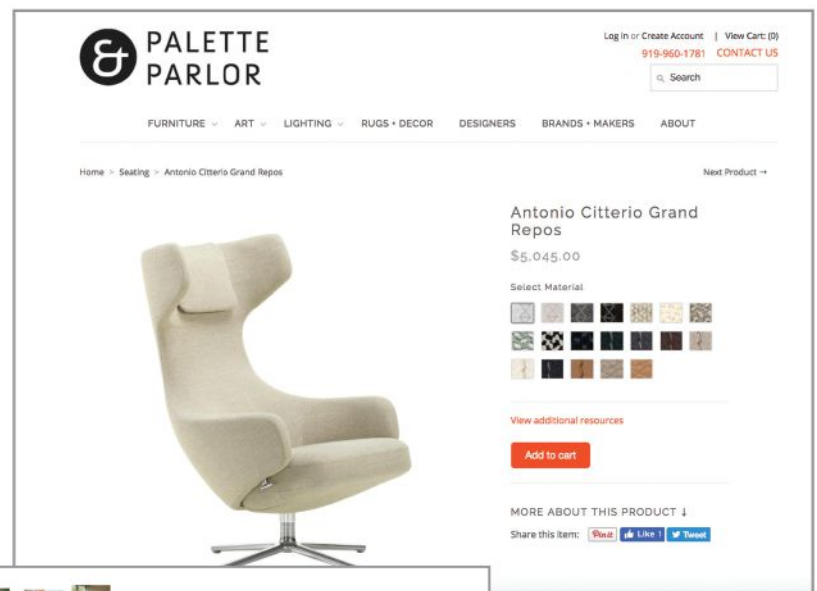 &
PALETTE
PARLOR
Log in or Create Account | View Cart: (0)
919-960-1781 CONTACT US
Search
FURNITURE ART LIGHTING RUGS + DECOR DESIGNERS BRANDS + MAKERS ABOUT
Home > Seating > Antonio Citterio Grand Repos
Next Product →
Antonio Citterio Grand
Repos
$5,045.00
Select Material
View additional resources
Add to cart
MORE ABOUT THIS PRODUCT ↓
Share this item: Pin it Like 1 Tweet